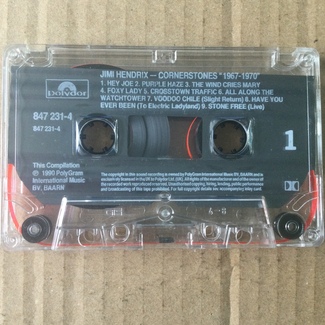 JIMI HENDRIX – CORNERSTONES "1967-1970"
1. HEY JOE 2. PURPLE HAZE 3. THE WIND CRIES MARY
4. FOXY LADY 5. CROSSTOWN TRAFFIC 6. ALL ALONG THE
WATCHTOWER 7. VOODOO CHILE (Slight Return) 8. HAVE YOU
EVER BEEN (To Electric Ladyland) 9. STONE FREE (Live)
polydor
847 231-4
847 231-4
1
This Compilation
℗ 1990 PolyGram
International Music
BV, BAARN